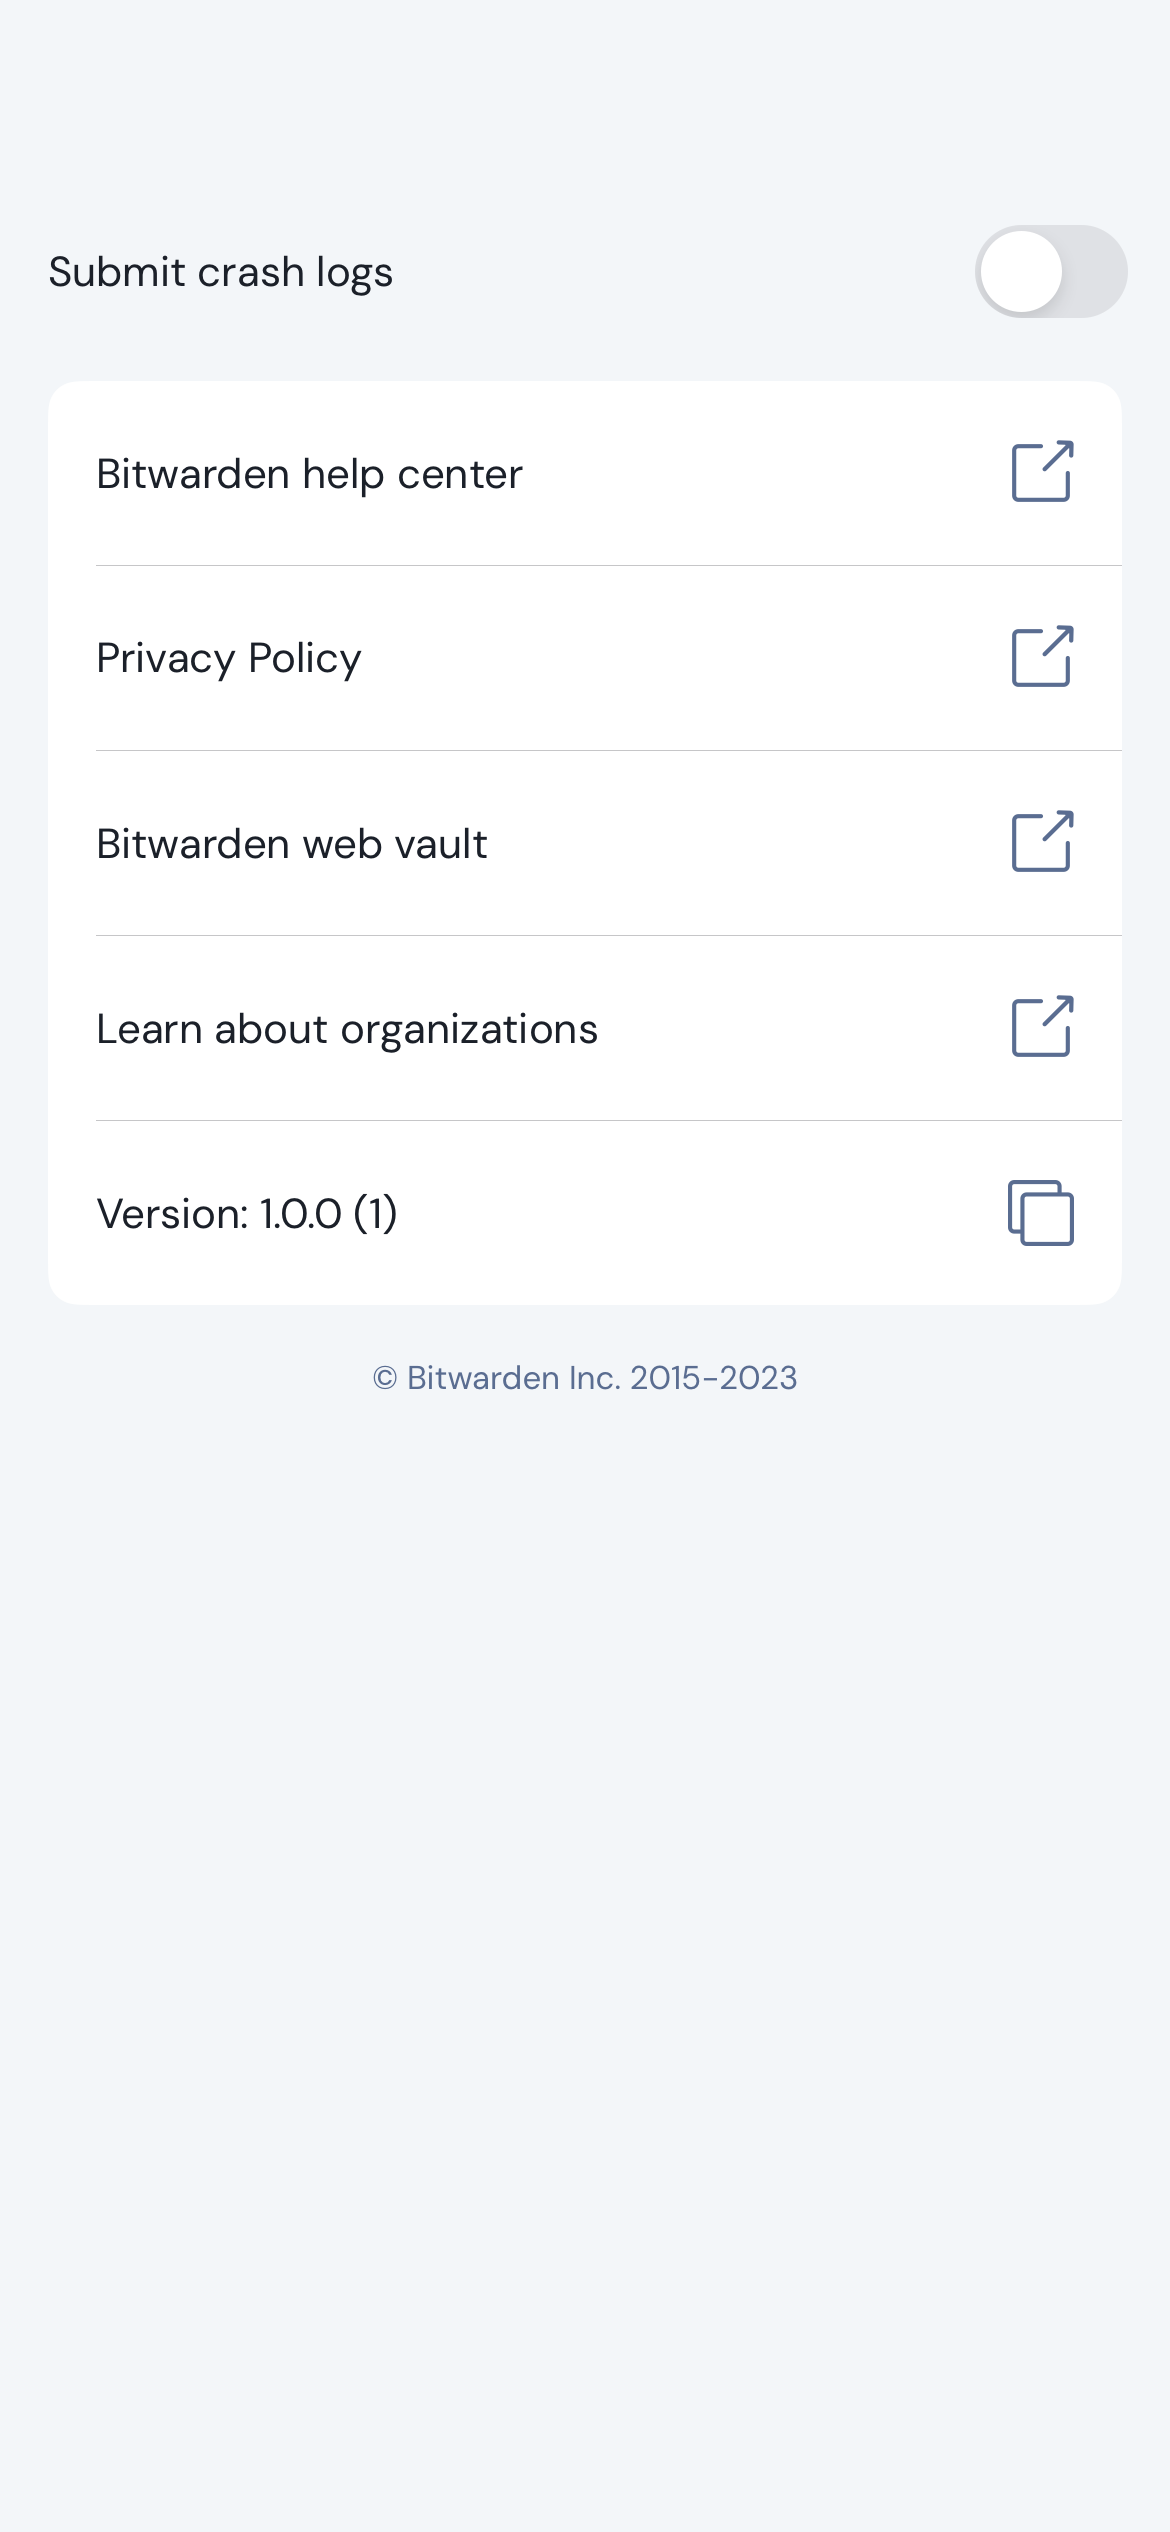 Submit crash logs
Bitwarden help center
Privacy Policy
Bitwarden web vault
Learn about organizations
Version: 1.0.0 (1)
© Bitwarden Inc. 2015–2023